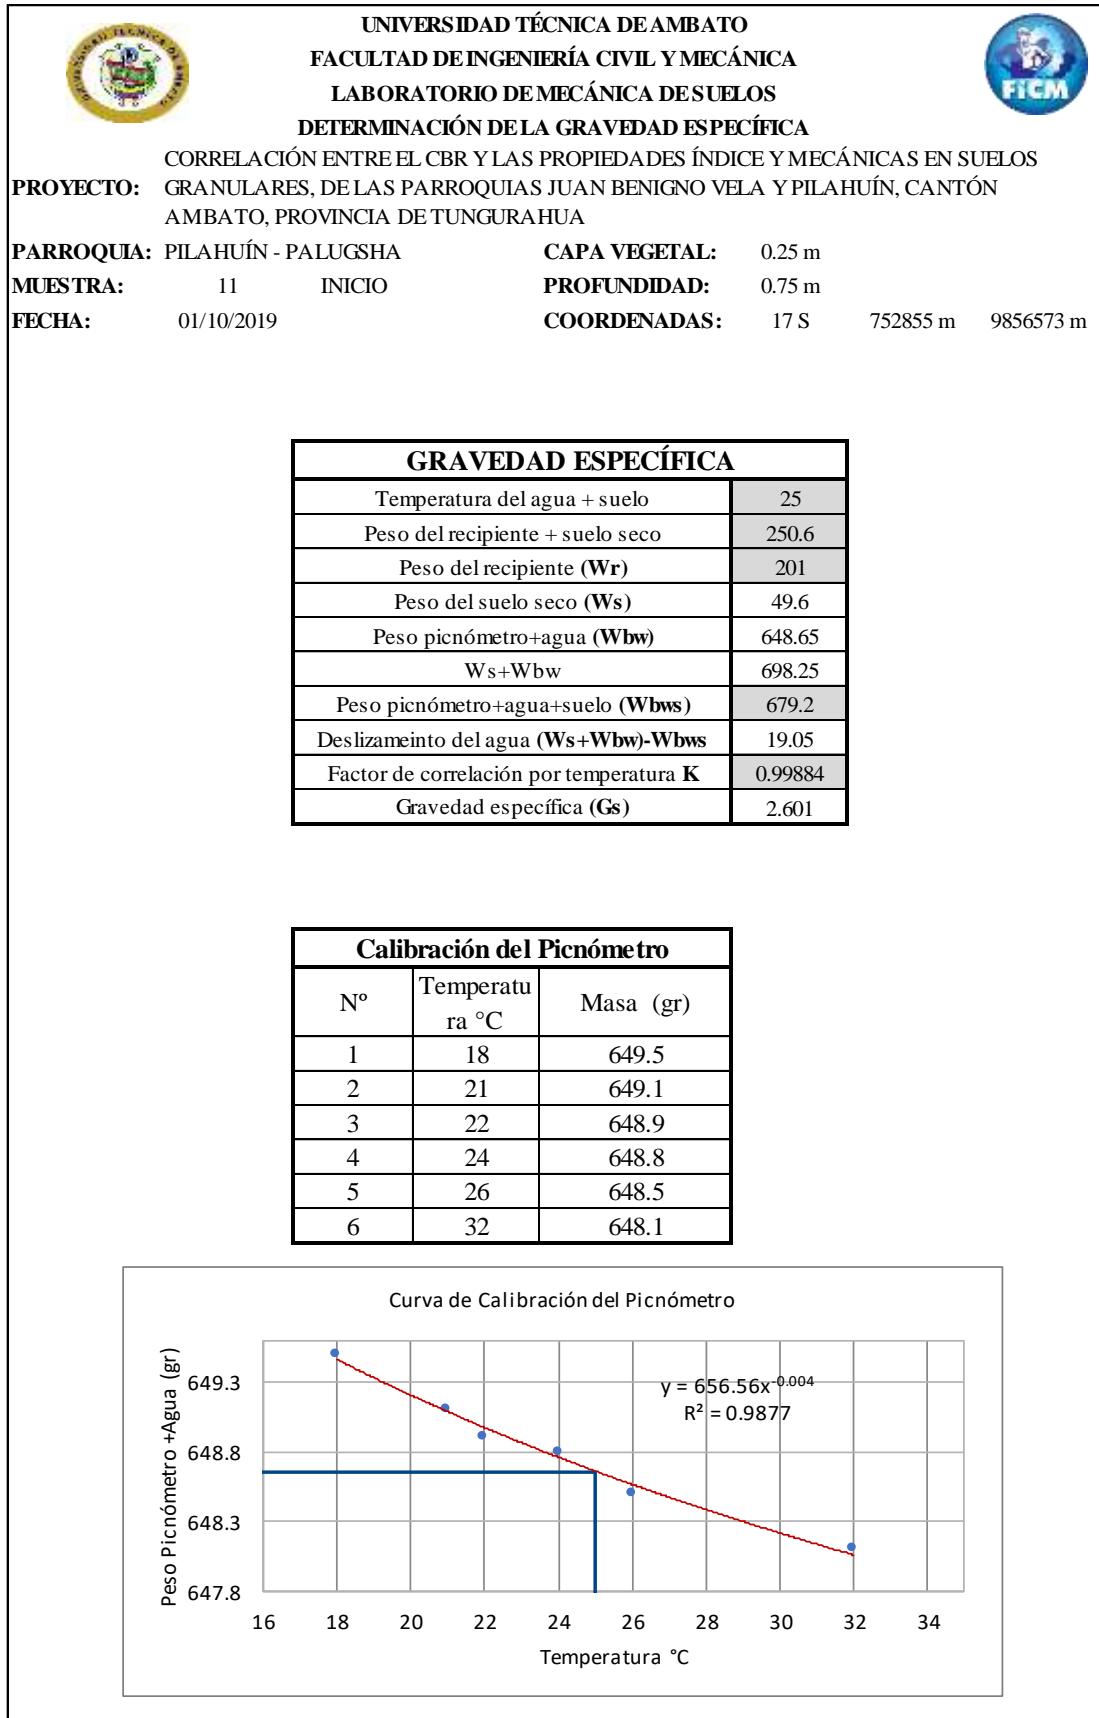 UNIVERSIDAD TÉCNICA DE AMBATO
FACULTAD DE INGENIERÍA CIVIL Y MECÁNICA
LABORATORIO DE MECÁNICA DE SUELOS
DETERMINACIÓN DE LA GRAVEDAD ESPECÍFICA
FICM
CORRELACIÓN ENTRE EL CBR Y LAS PROPIEDADES ÍNDICE Y MECÁNICAS EN SUELOS
PROYECTO: GRANULARES, DE LAS PARROQUIAS JUAN BENIGNO VELA Y PILAHUÍN, CANTÓN
AMBATO, PROVINCIA DE TUNGURAHUA
PARROQUIA: PILAHUÍN - PALUGSHA CAPA VEGETAL: 0.25 m
MUESTRA: 11 INICIO PROFUNDIDAD: 0.75 m
FECHA: 01/10/2019 COORDENADAS: 17 S 752855 m 9856573 m
GRAVEDAD ESPECÍFICA
Temperatura del agua + suelo 25
Peso del recipiente + suelo seco 250.6
Peso del recipiente (Wr) 201
Peso del suelo seco (Ws) 49.6
Peso picnómetro+agua (Wbw) 648.65
Ws+Wbw 698.25
Peso picnómetro+agua+suelo (Wbws) 679.2
Deslizameinto del agua (Ws+Wbw)-Wbws 19.05
Factor de correlación por temperatura K 0.99884
Gravedad específica (Gs) 2.601
Calibración del Picnómetro
Nº Temperatu
ra °C Masa (gr)
1 18 649.5
2 21 649.1
3 22 648.9
4 24 648.8
5 26 648.5
6 32 648.1
Curva de Calibración del Picnómetro
Peso Picnómetro +Agua (gr)
649.3
648.8
648.3
647.8
y = 656.56x^-0.004
R² = 0.9877
16 18 20 22 24 26 28 30 32 34
Temperatura °C